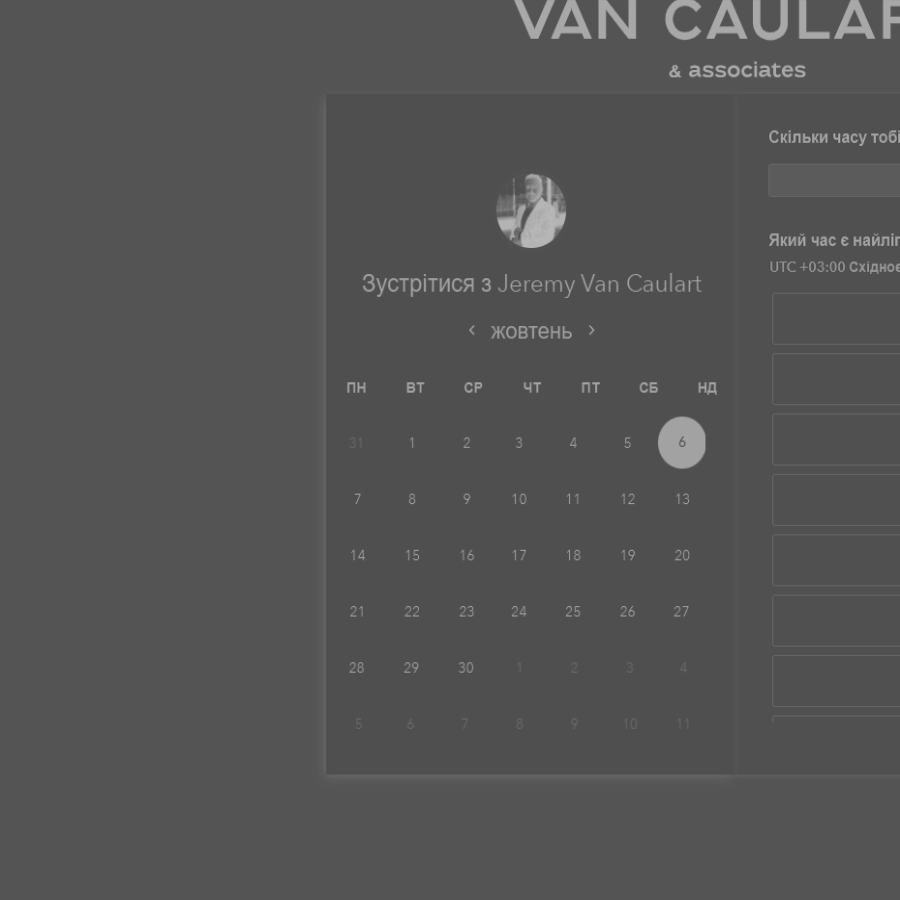 VAN CAULAR
& associates
Скільки часу тобі
Який час є найліп
UTC +03:00 Східноє
Зустрітися з Jeremy Van Caulart
‹ жовтень ›
ПН ВТ СР ЧТ ПТ СБ НД
31 1 2 3 4 5 6
7 8 9 10 11 12 13
14 15 16 17 18 19 20
21 22 23 24 25 26 27
28 29 30 1 2 3 4
5 6 7 8 9 10 11